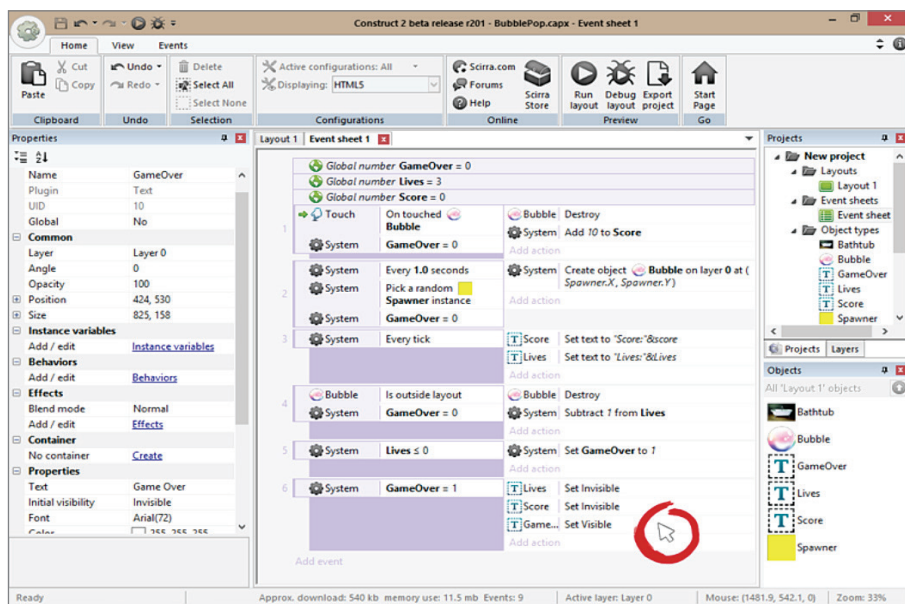 Construct 2 beta release r201 - BubblePop.capx - Event sheet 1
Home View Events
Paste
Cut
Copy
Clipboard
Undo
Redo
Undo
Delete
Select All
Select None
Selection
Active configurations: All
Displaying: HTML5
Configurations
Scirra.com
Forums
Help
Scirra Store
Online
Run layout
Debug layout
Export project
Preview
Start Page
Go
Properties
Name GameOver
Plugin Text
UID 10
Global No
Common
Layer Layer 0
Angle 0
Opacity 100
Position 424, 530
Size 825, 158
Instance variables
Add / edit Instance variables
Behaviors
Add / edit Behaviors
Effects
Blend mode Normal
Add / edit Effects
Container
No container Create
Properties
Text Game Over
Initial visibility Invisible
Font Arial(72)
Color 255, 255, 255
Layout 1 Event sheet 1
Global number GameOver = 0
Global number Lives = 3
Global number Score = 0
1
Touch On touched Bubble
System GameOver = 0
Bubble Destroy
System Add 10 to Score
Add action
2
System Every 1.0 seconds
System Pick a random Spawner instance
System GameOver = 0
System Create object Bubble on layer 0 at (
Spawner.X, Spawner.Y)
Add action
3
System Every tick
Score Set text to "Score:"&score
Lives Set text to "Lives:"&Lives
Add action
4
Bubble Is outside layout
System GameOver = 0
Bubble Destroy
System Subtract 1 from Lives
Add action
5
System Lives ≤ 0
System Set GameOver to 1
Add action
6
System GameOver = 1
Lives Set Invisible
Score Set Invisible
Game... Set Visible
Add action
Add event
Projects
New project
Layouts
Layout 1
Event sheets
Event sheet
Object types
Bathtub
Bubble
GameOver
Lives
Score
Spawner
Projects Layers
Objects
All 'Layout 1' objects
Bathtub
Bubble
GameOver
Lives
Score
Spawner
Ready
Approx. download: 540 kb memory use: 11.5 mb Events: 9
Active layer: Layer 0
Mouse: (1481.9, 542.1, 0)
Zoom: 33%